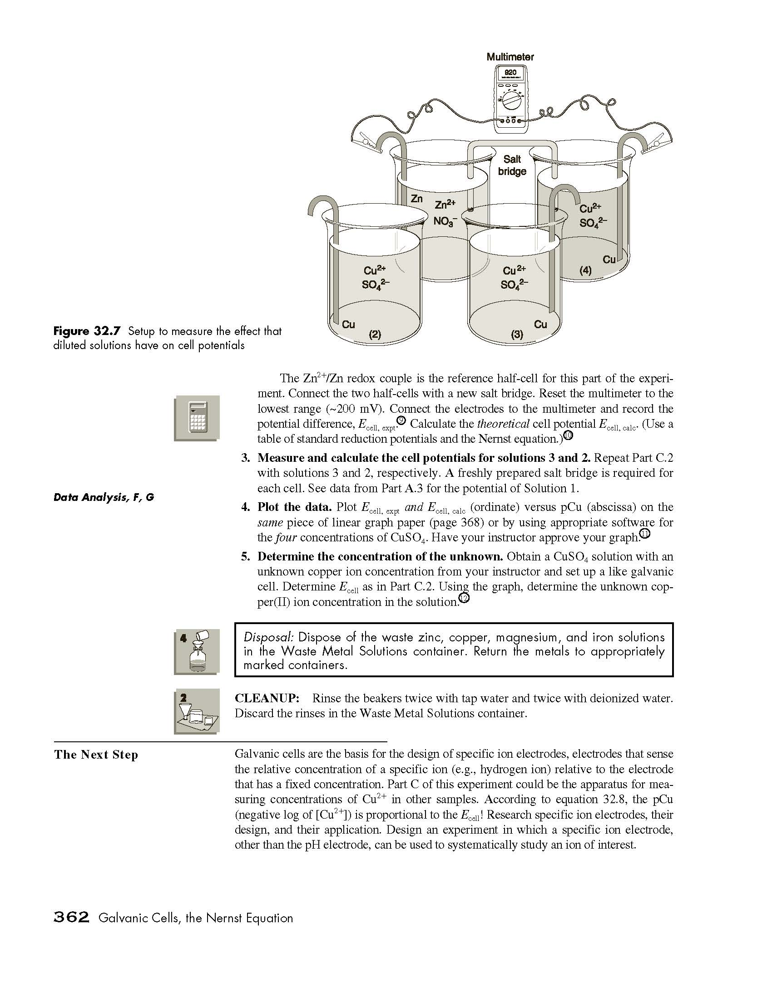 Multimeter
920
Salt
bridge
Zn
Zn²⁺
NO₃⁻
Cu²⁺
SO₄²⁻
Cu
(4)
Cu²⁺
SO₄²⁻
Cu
(2)
Cu²⁺
SO₄²⁻
Cu
(3)
Figure 32.7 Setup to measure the effect that
diluted solutions have on cell potentials
The Zn²⁺/Zn redox couple is the reference half-cell for this part of the experi-
ment. Connect the two half-cells with a new salt bridge. Reset the multimeter to the
lowest range (~200 mV). Connect the electrodes to the multimeter and record the
potential difference, E cell, expt.⑨ Calculate the theoretical cell potential E cell, calc. (Use a
table of standard reduction potentials and the Nernst equation.)⑩
3. Measure and calculate the cell potentials for solutions 3 and 2. Repeat Part C.2
with solutions 3 and 2, respectively. A freshly prepared salt bridge is required for
each cell. See data from Part A.3 for the potential of Solution 1.
Data Analysis, F, G
4. Plot the data. Plot E cell, expt and E cell, calc (ordinate) versus pCu (abscissa) on the
same piece of linear graph paper (page 368) or by using appropriate software for
the four concentrations of CuSO₄. Have your instructor approve your graph.⑪
5. Determine the concentration of the unknown. Obtain a CuSO₄ solution with an
unknown copper ion concentration from your instructor and set up a like galvanic
cell. Determine E cell as in Part C.2. Using the graph, determine the unknown cop-
per(II) ion concentration in the solution.⑫
4
Disposal: Dispose of the waste zinc, copper, magnesium, and iron solutions
in the Waste Metal Solutions container. Return the metals to appropriately
marked containers.
2
CLEANUP: Rinse the beakers twice with tap water and twice with deionized water.
Discard the rinses in the Waste Metal Solutions container.
The Next Step
Galvanic cells are the basis for the design of specific ion electrodes, electrodes that sense
the relative concentration of a specific ion (e.g., hydrogen ion) relative to the electrode
that has a fixed concentration. Part C of this experiment could be the apparatus for mea-
suring concentrations of Cu²⁺ in other samples. According to equation 32.8, the pCu
(negative log of [Cu²⁺]) is proportional to the E cell! Research specific ion electrodes, their
design, and their application. Design an experiment in which a specific ion electrode,
other than the pH electrode, can be used to systematically study an ion of interest.
362 Galvanic Cells, the Nernst Equation